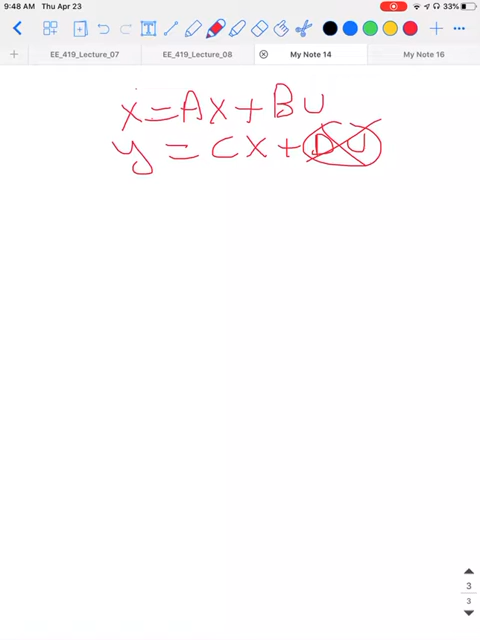 9:48 AM Thu Apr 23 33%
EE_419_Lecture_07 EE_419_Lecture_08 My Note 14 My Note 16
ẋ = Ax + Bu
y = Cx + Du
3
3